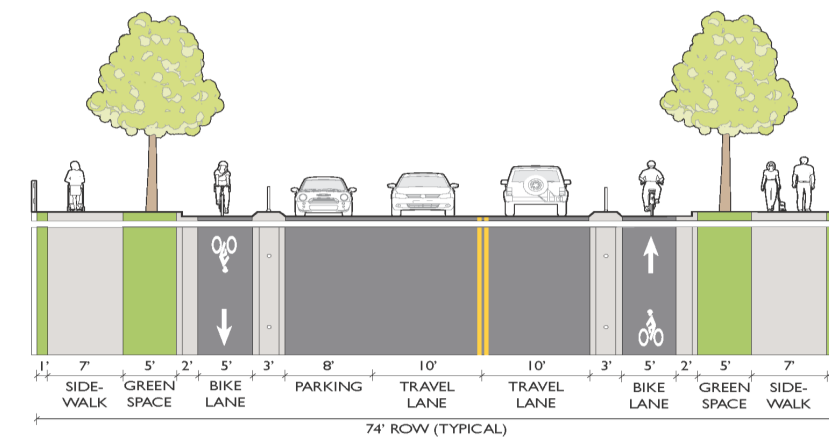 1' 7' 5' 2' 5' 3' 8' 10' 10' 3' 5' 2' 5' 7'
SIDE-WALK
GREEN SPACE
BIKE LANE
PARKING
TRAVEL LANE
TRAVEL LANE
BIKE LANE
GREEN SPACE
SIDE-WALK
74' ROW (TYPICAL)